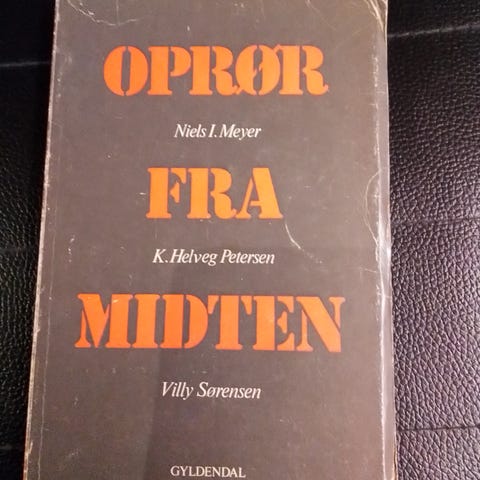 OPRØR
Niels I. Meyer
FRA
K. Helveg Petersen
MIDTEN
Villy Sørensen
GYLDENDAL